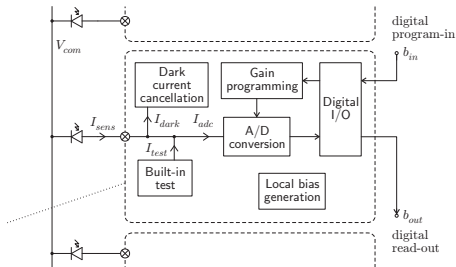 digital
program-in
V_com
b_in
Dark
current
cancellation
Gain
programming
Digital
I/O
I_sens
I_dark
I_adc
A/D
conversion
I_test
Built-in
test
Local bias
generation
b_out
digital
read-out